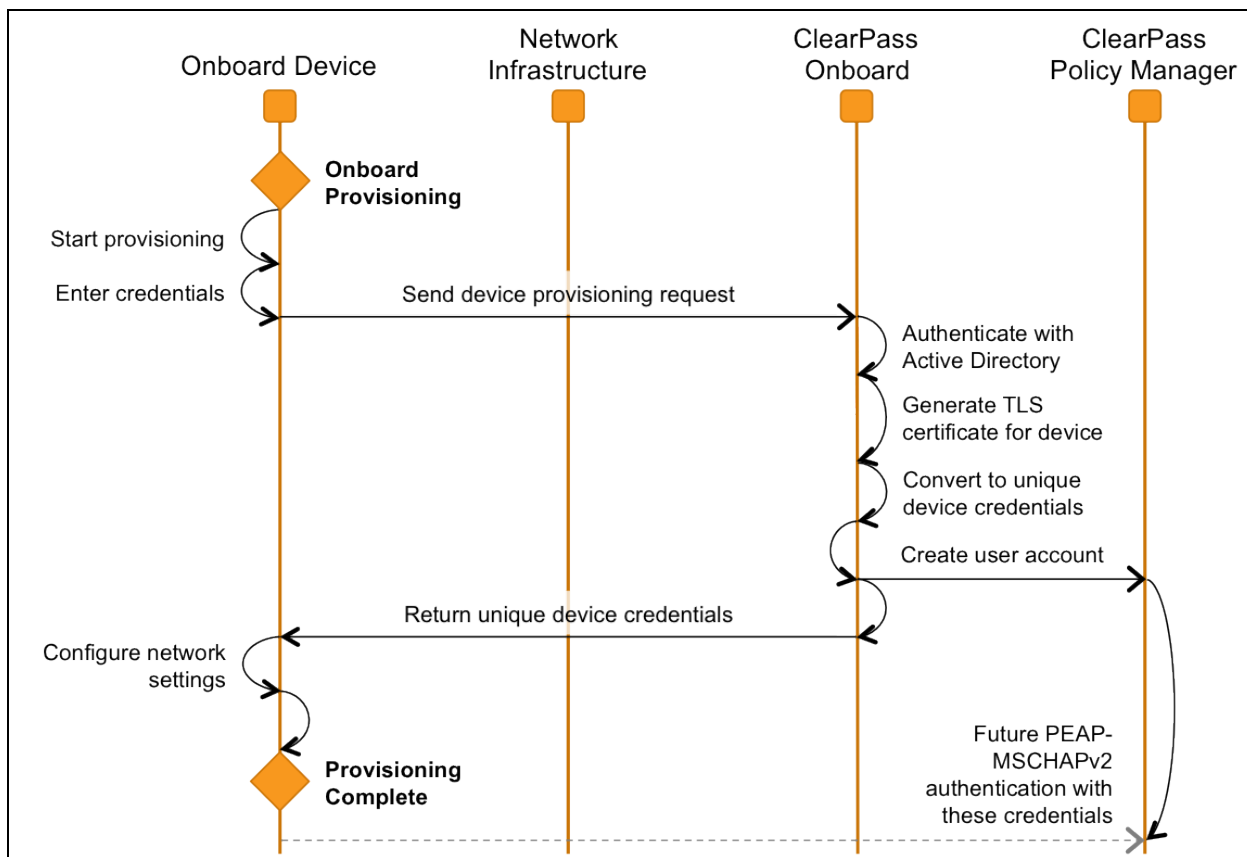 Onboard Device
Network
Infrastructure
ClearPass
Onboard
ClearPass
Policy Manager
Onboard
Provisioning
Start provisioning
Enter credentials
Send device provisioning request
Authenticate with
Active Directory
Generate TLS
certificate for device
Convert to unique
device credentials
Create user account
Return unique device credentials
Configure network
settings
Future PEAP-
MSCHAPv2
authentication with
these credentials
Provisioning
Complete